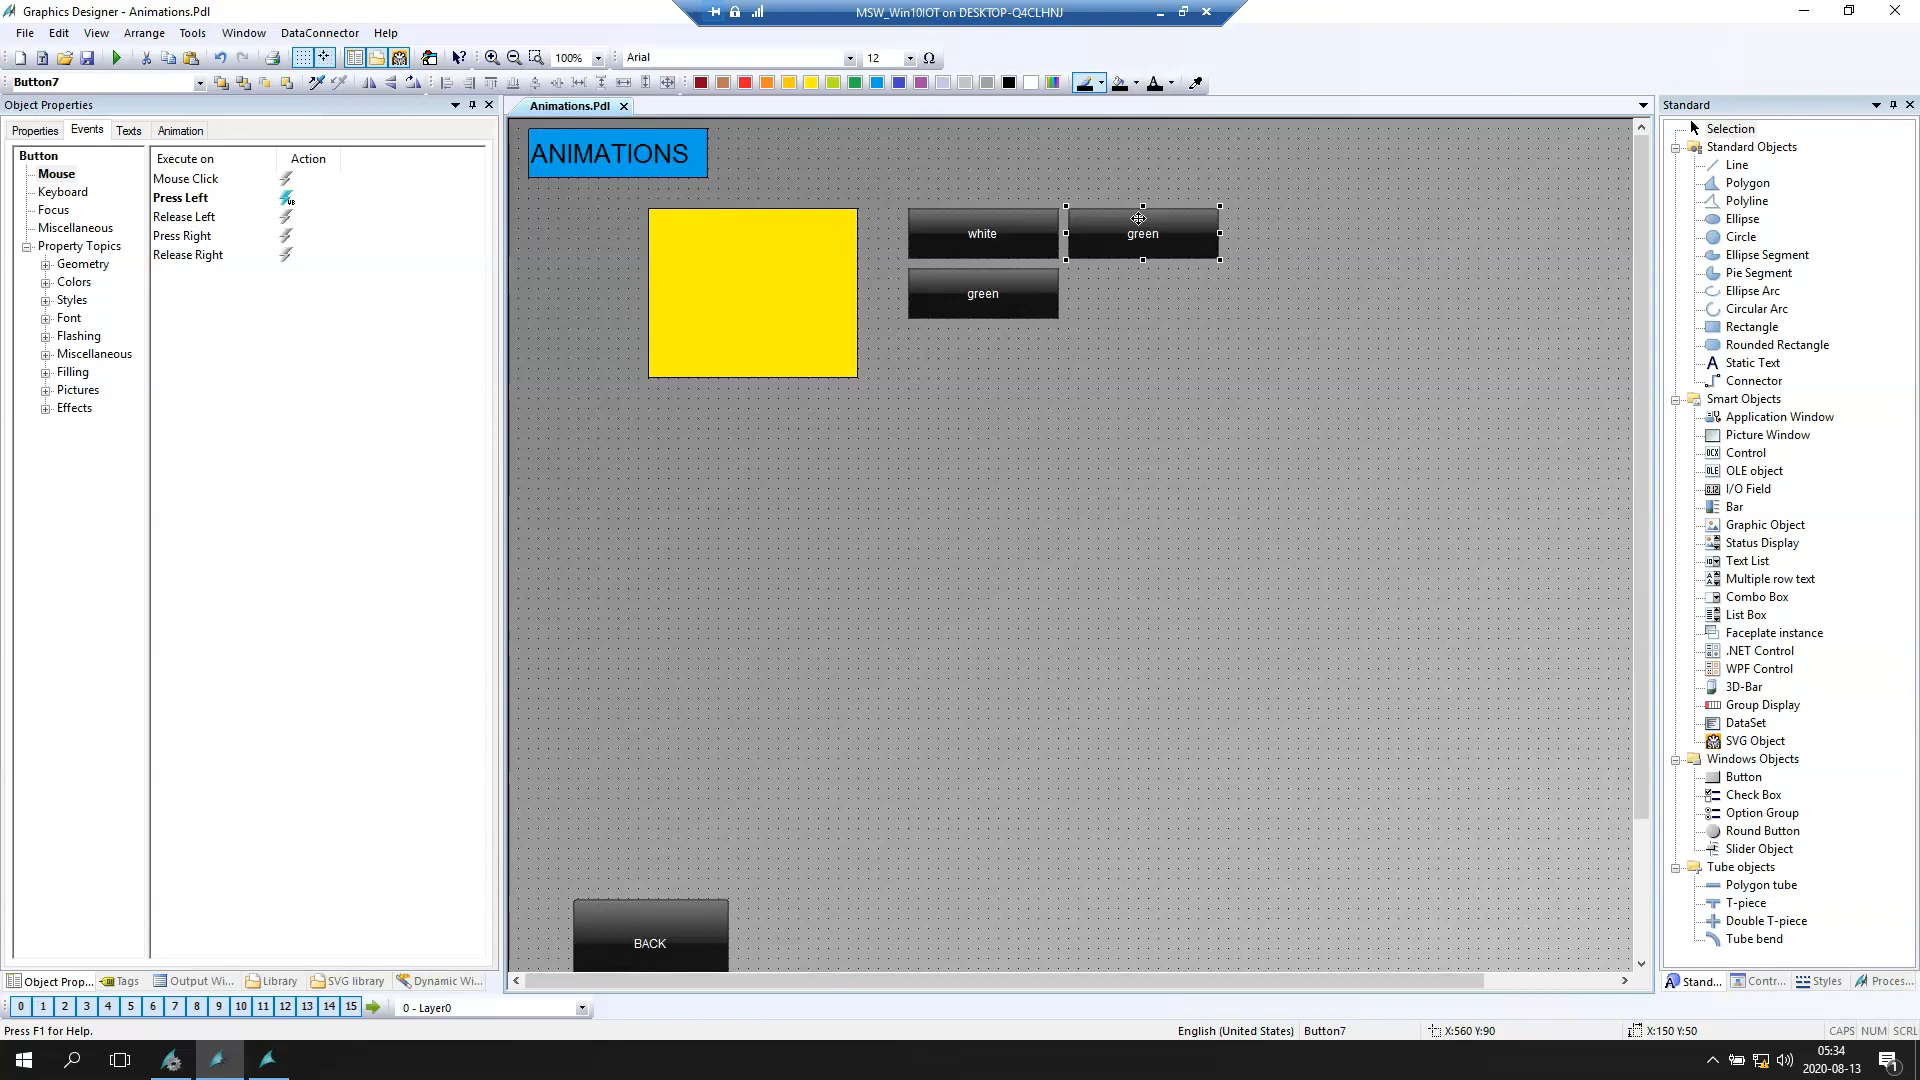 Graphics Designer - Animations.Pdl
MSW_Win10IOT on DESKTOP-Q4CLHNJ
File Edit View Arrange Tools Window DataConnector Help
100% Arial 12 Ω
Button7
Object Properties
Animations.Pdl
Standard
Properties Events Texts Animation
Button
Mouse
Keyboard
Focus
Miscellaneous
Property Topics
Geometry
Colors
Styles
Font
Flashing
Miscellaneous
Filling
Pictures
Effects
Execute on Action
Mouse Click
Press Left
Release Left
Press Right
Release Right
ANIMATIONS
white
green
green
BACK
Selection
Standard Objects
Line
Polygon
Polyline
Ellipse
Circle
Ellipse Segment
Pie Segment
Ellipse Arc
Circular Arc
Rectangle
Rounded Rectangle
Static Text
Connector
Smart Objects
Application Window
Picture Window
Control
OLE object
I/O Field
Bar
Graphic Object
Status Display
Text List
Multiple row text
Combo Box
List Box
Faceplate instance
.NET Control
WPF Control
3D-Bar
Group Display
DataSet
SVG Object
Windows Objects
Button
Check Box
Option Group
Round Button
Slider Object
Tube objects
Polygon tube
T-piece
Double T-piece
Tube bend
Object Prop... Tags Output Wi... Library SVG library Dynamic Wi...
Stand... Contr... Styles Proces...
0 1 2 3 4 5 6 7 8 9 10 11 12 13 14 15 0 - Layer0
Press F1 for Help.
English (United States) Button7 X:560 Y:90 X:150 Y:50 CAPS NUM SCRL
05:34
2020-08-13
1